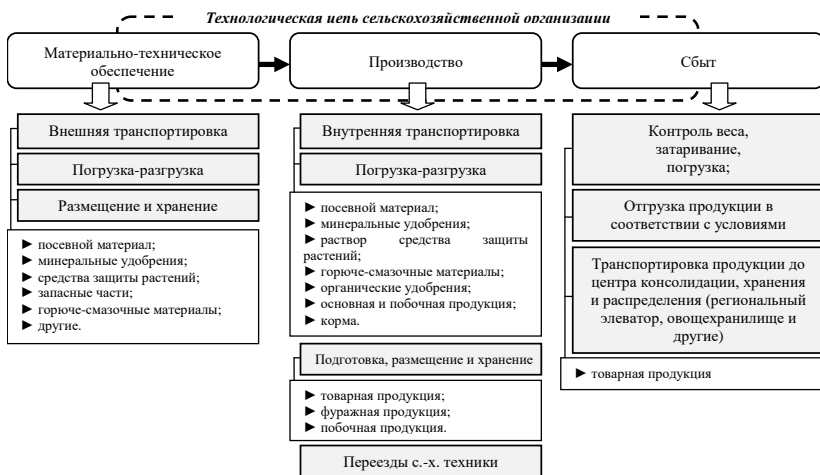 Технологическая цепь сельскохозяйственной организации
Материально-техническое
обеспечение
Производство
Сбыт
Внешняя транспортировка
Погрузка-разгрузка
Размещение и хранение
► посевной материал;
► минеральные удобрения;
► средства защиты растений;
► запасные части;
► горюче-смазочные материалы;
► другие.
Внутренняя транспортировка
Погрузка-разгрузка
► посевной материал;
► минеральные удобрения;
► раствор средства защиты
растений;
► горюче-смазочные материалы;
► органические удобрения;
► основная и побочная продукция;
► корма.
Подготовка, размещение и хранение
► товарная продукция;
► фуражная продукция;
► побочная продукция.
Переезды с.-х. техники
Контроль веса,
затаривание,
погрузка;
Отгрузка продукции в
соответствии с условиями
Транспортировка продукции до
центра консолидации, хранения
и распределения (региональный
элеватор, овощехранилище и
другие)
► товарная продукция